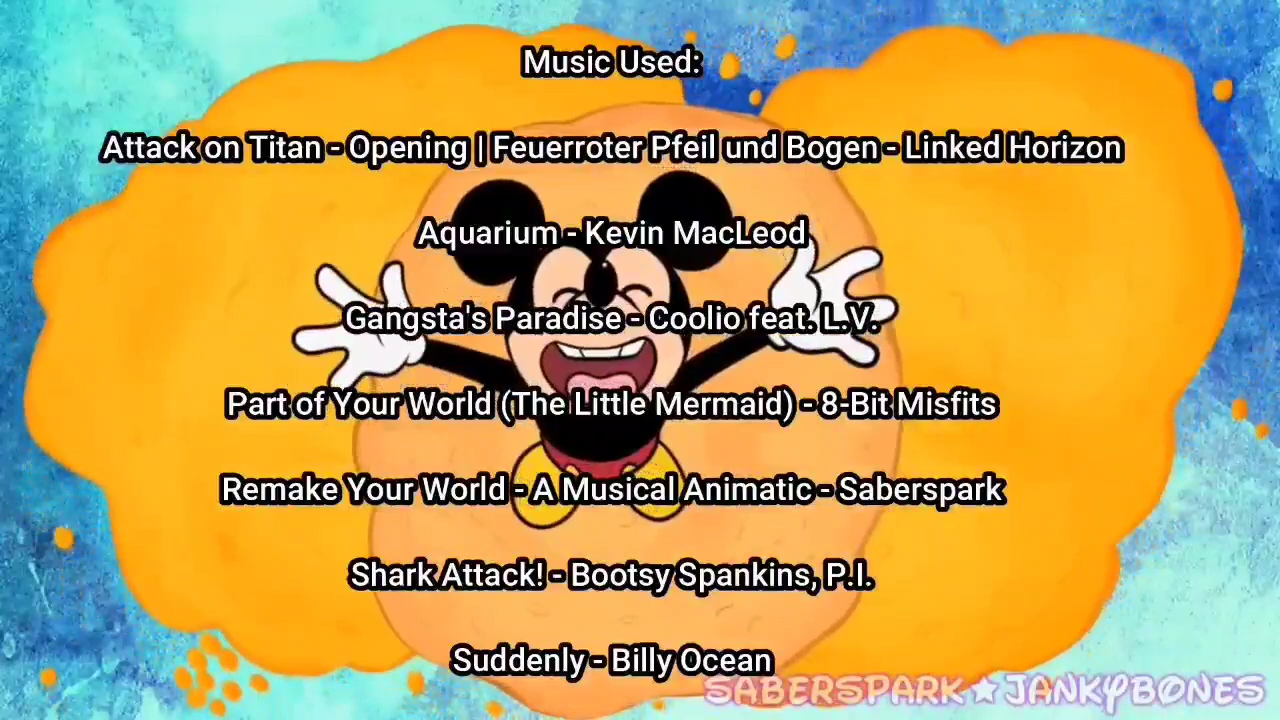 Music Used:
Attack on Titan - Opening | Feuerroter Pfeil und Bogen - Linked Horizon
Aquarium - Kevin MacLeod
Gangsta's Paradise - Coolio feat. L.V.
Part of Your World (The Little Mermaid) - 8-Bit Misfits
Remake Your World - A Musical Animatic - Saberspark
Shark Attack! - Bootsy Spankins, P.I.
Suddenly - Billy Ocean
SABERSPARK★JANKYBONES